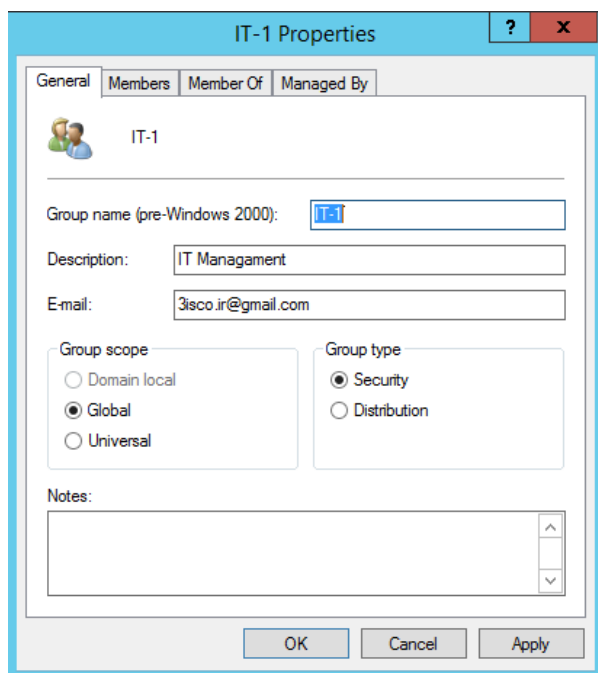 IT-1 Properties
? x
General Members Member Of Managed By
IT-1
Group name (pre-Windows 2000): IT-1
Description: IT Managament
E-mail: 3isco.ir@gmail.com
Group scope Group type
Domain local Security
Global Distribution
Universal
Notes:
OK Cancel Apply